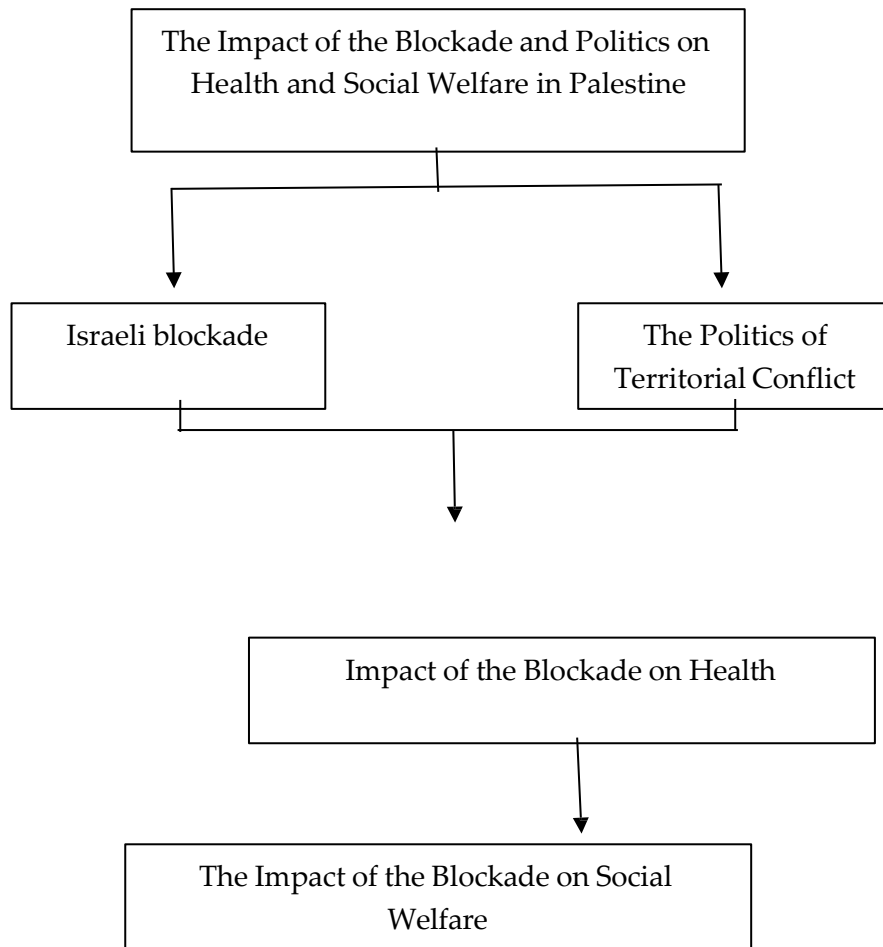 The Impact of the Blockade and Politics on
Health and Social Welfare in Palestine
Israeli blockade
The Politics of
Territorial Conflict
Impact of the Blockade on Health
The Impact of the Blockade on Social
Welfare